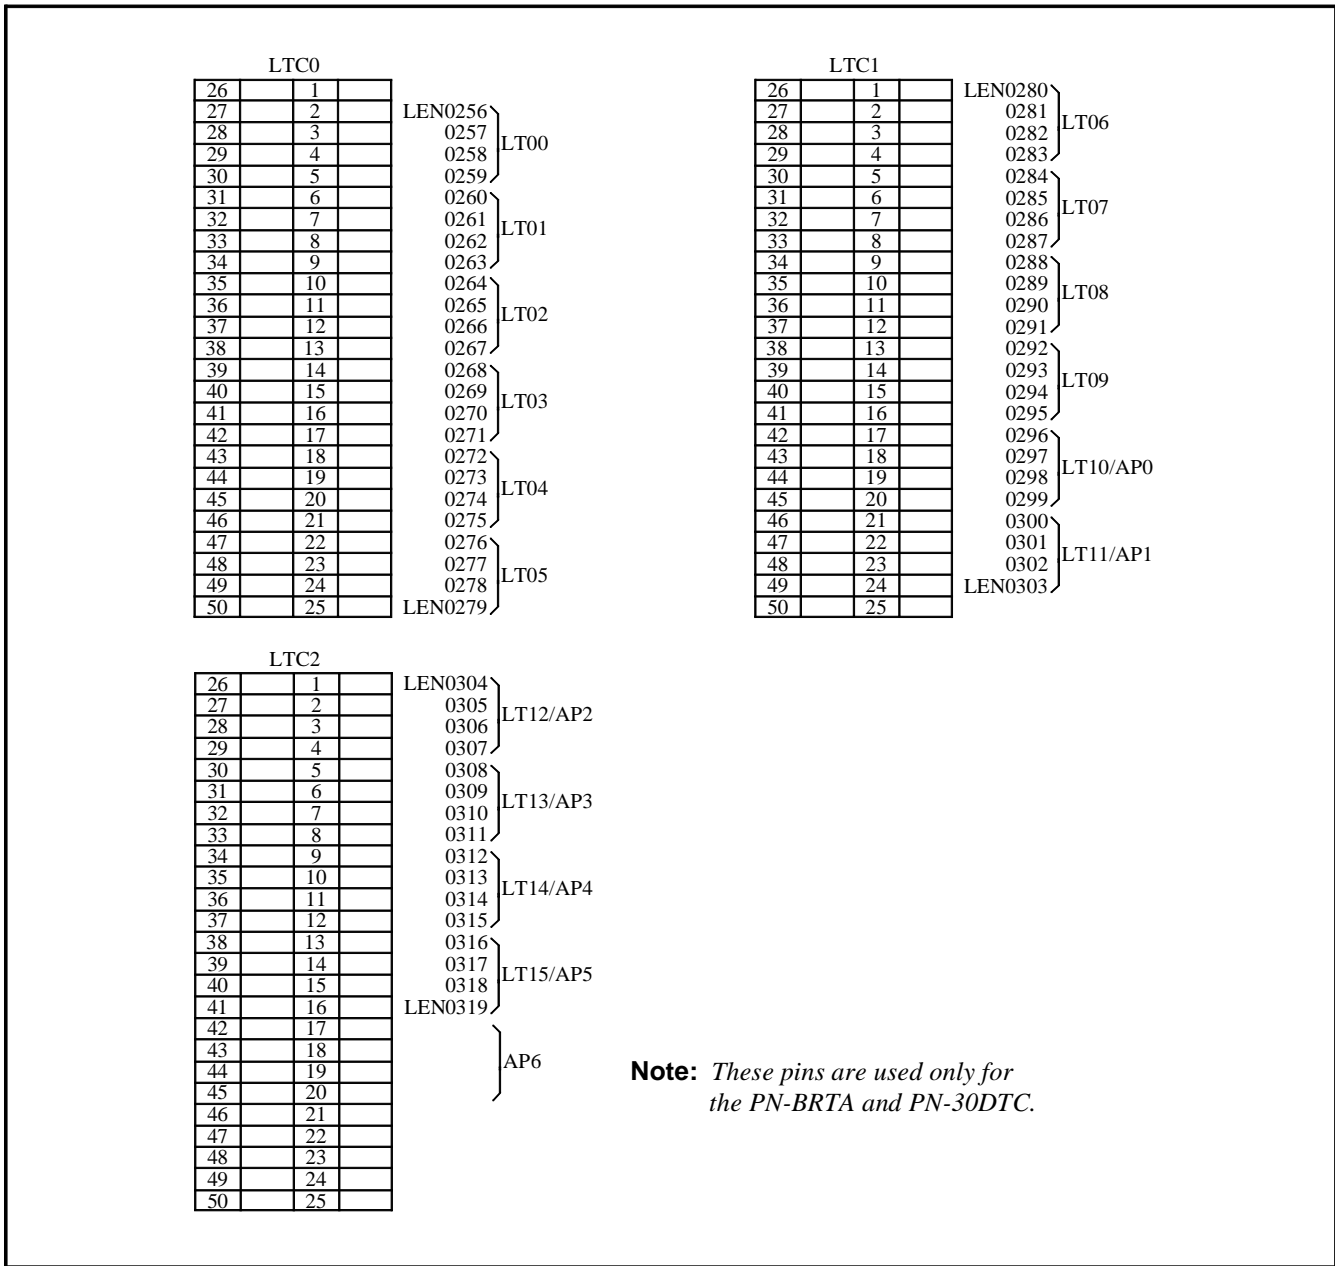 LTC0
26 1
27 2 LEN0256
28 3 0257 LT00
29 4 0258
30 5 0259
31 6 0260
32 7 0261 LT01
33 8 0262
34 9 0263
35 10 0264
36 11 0265 LT02
37 12 0266
38 13 0267
39 14 0268
40 15 0269 LT03
41 16 0270
42 17 0271
43 18 0272
44 19 0273 LT04
45 20 0274
46 21 0275
47 22 0276
48 23 0277 LT05
49 24 0278
50 25 LEN0279
LTC1
26 1 LEN0280
27 2 0281 LT06
28 3 0282
29 4 0283
30 5 0284
31 6 0285 LT07
32 7 0286
33 8 0287
34 9 0288
35 10 0289 LT08
36 11 0290
37 12 0291
38 13 0292
39 14 0293 LT09
40 15 0294
41 16 0295
42 17 0296
43 18 0297 LT10/AP0
44 19 0298
45 20 0299
46 21 0300
47 22 0301 LT11/AP1
48 23 0302
49 24 LEN0303
50 25
LTC2
26 1 LEN0304
27 2 0305 LT12/AP2
28 3 0306
29 4 0307
30 5 0308
31 6 0309 LT13/AP3
32 7 0310
33 8 0311
34 9 0312
35 10 0313 LT14/AP4
36 11 0314
37 12 0315
38 13 0316
39 14 0317 LT15/AP5
40 15 0318
41 16 LEN0319
42 17
43 18 AP6
44 19
45 20
46 21
47 22
48 23
49 24
50 25
Note: These pins are used only for
the PN-BRTA and PN-30DTC.